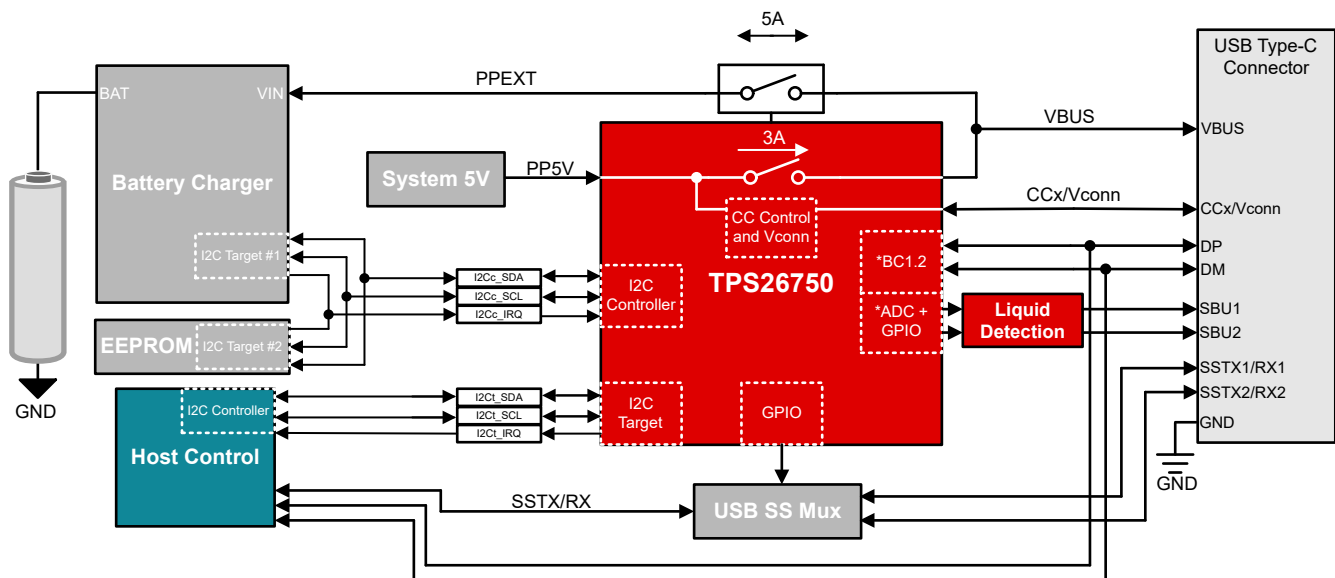 5A
USB Type-C
Connector
PPEXT
BAT
VIN
VBUS
VBUS
3A
Battery Charger
System 5V
PP5V
CCx/Vconn
CCx/Vconn
CC Control
and Vconn
I2C Target #1
*BC1.2
DP
DM
TPS26750
I2Cc_SDA
I2Cc_SCL
I2Cc_IRQ
I2C
Controller
*ADC +
GPIO
Liquid
Detection
SBU1
SBU2
EEPROM
I2C Target #2
SSTX1/RX1
SSTX2/RX2
GND
I2C Controller
I2Ct_SDA
I2Ct_SCL
I2Ct_IRQ
I2C
Target
GPIO
GND
Host Control
GND
SSTX/RX
USB SS Mux